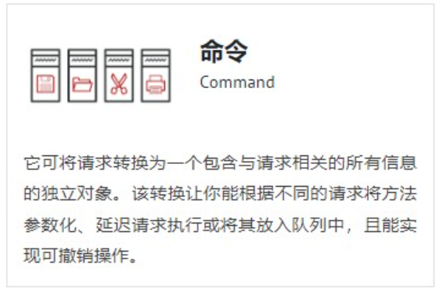 命令
Command
它可将请求转换为一个包含与请求相关的所有信息
的独立对象。该转换让你能根据不同的请求将方法
参数化、延迟请求执行或将其放入队列中，且能实
现可撤销操作。